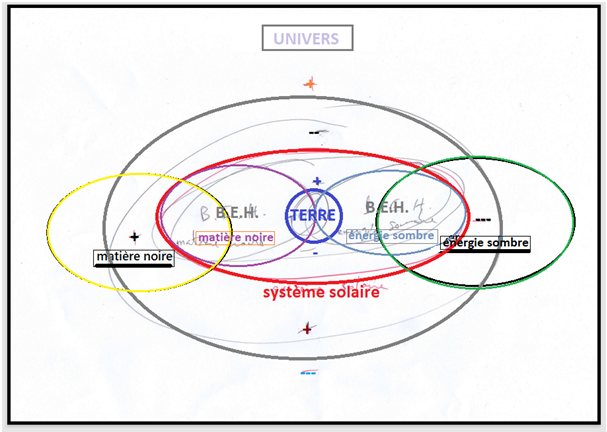 UNIVERS
+
--
+
B.E.H.
B.E.H.
TERRE
matière noire
énergie sombre
+
---
matière noire
énergie sombre
-
système solaire
+
---